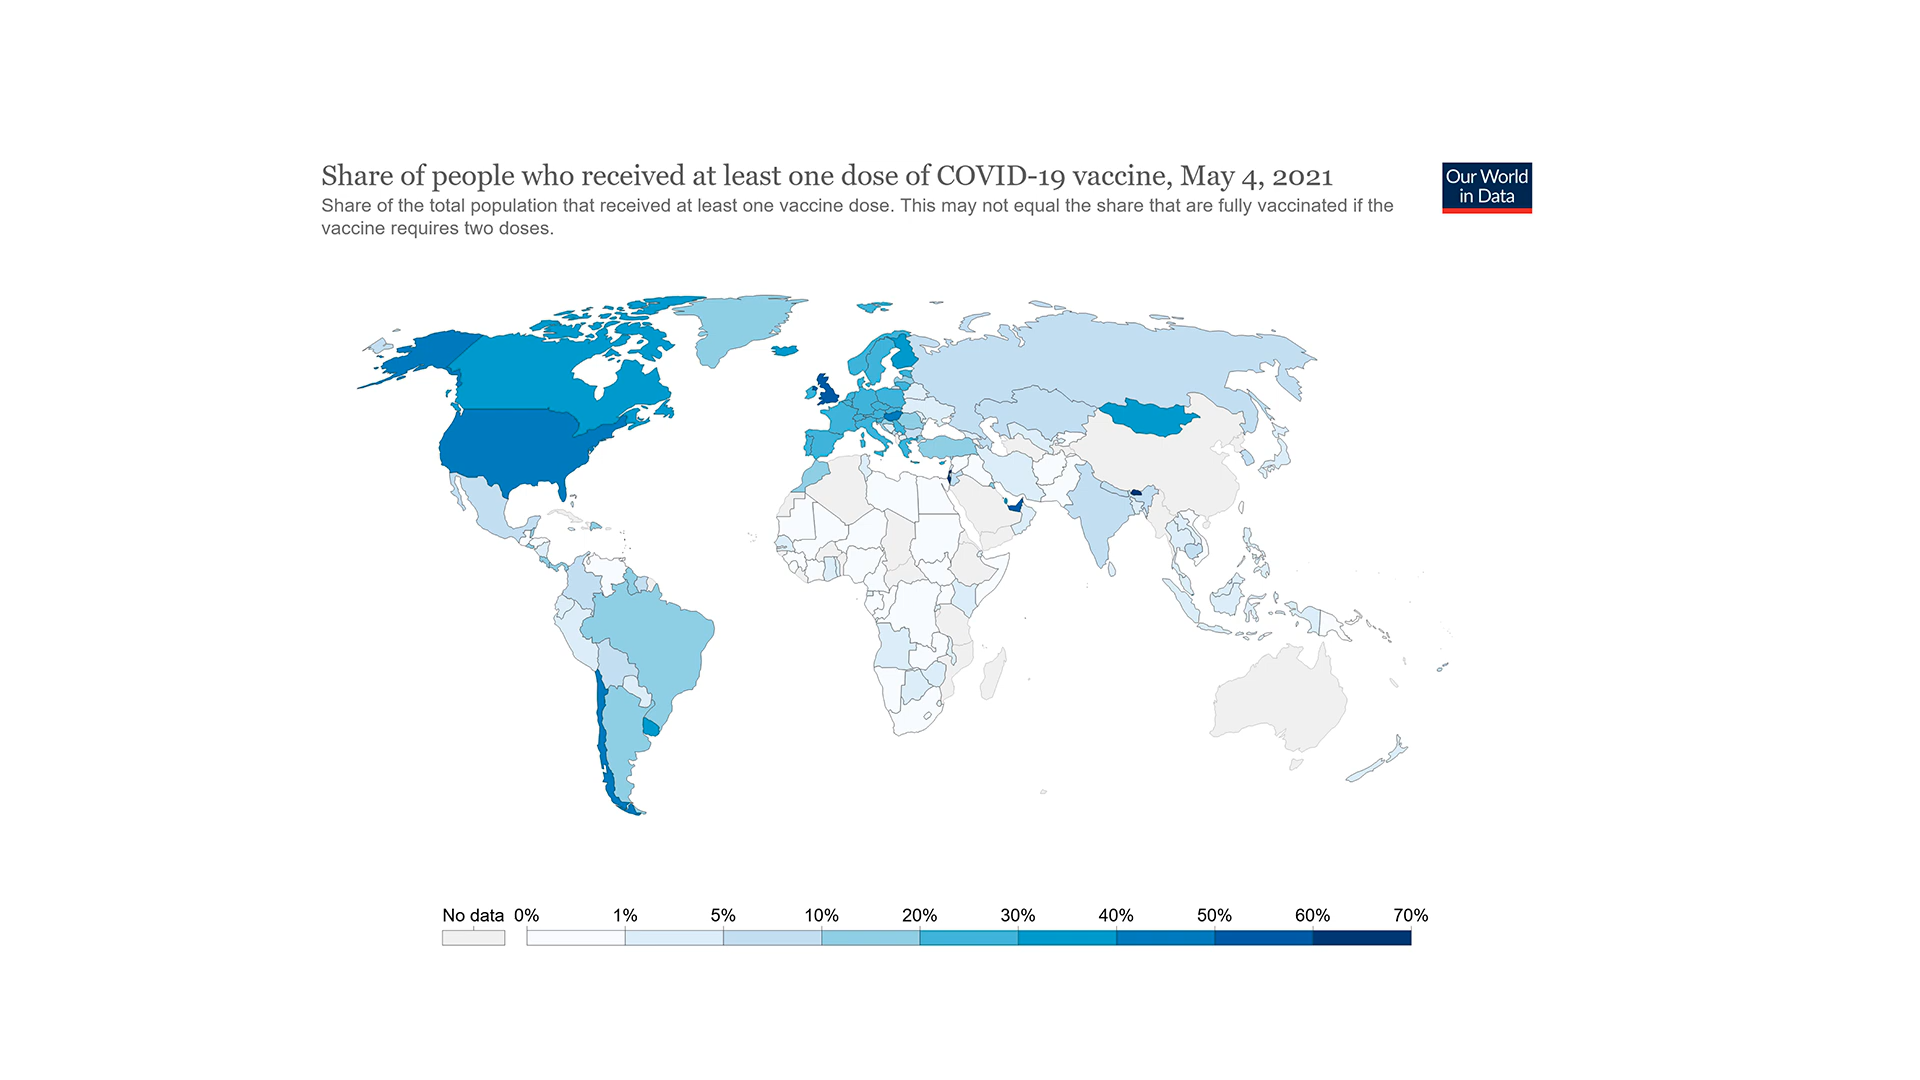 Share of people who received at least one dose of COVID-19 vaccine, May 4, 2021
Our World
in Data
Share of the total population that received at least one vaccine dose. This may not equal the share that are fully vaccinated if the
vaccine requires two doses.
No data 0% 1% 5% 10% 20% 30% 40% 50% 60% 70%